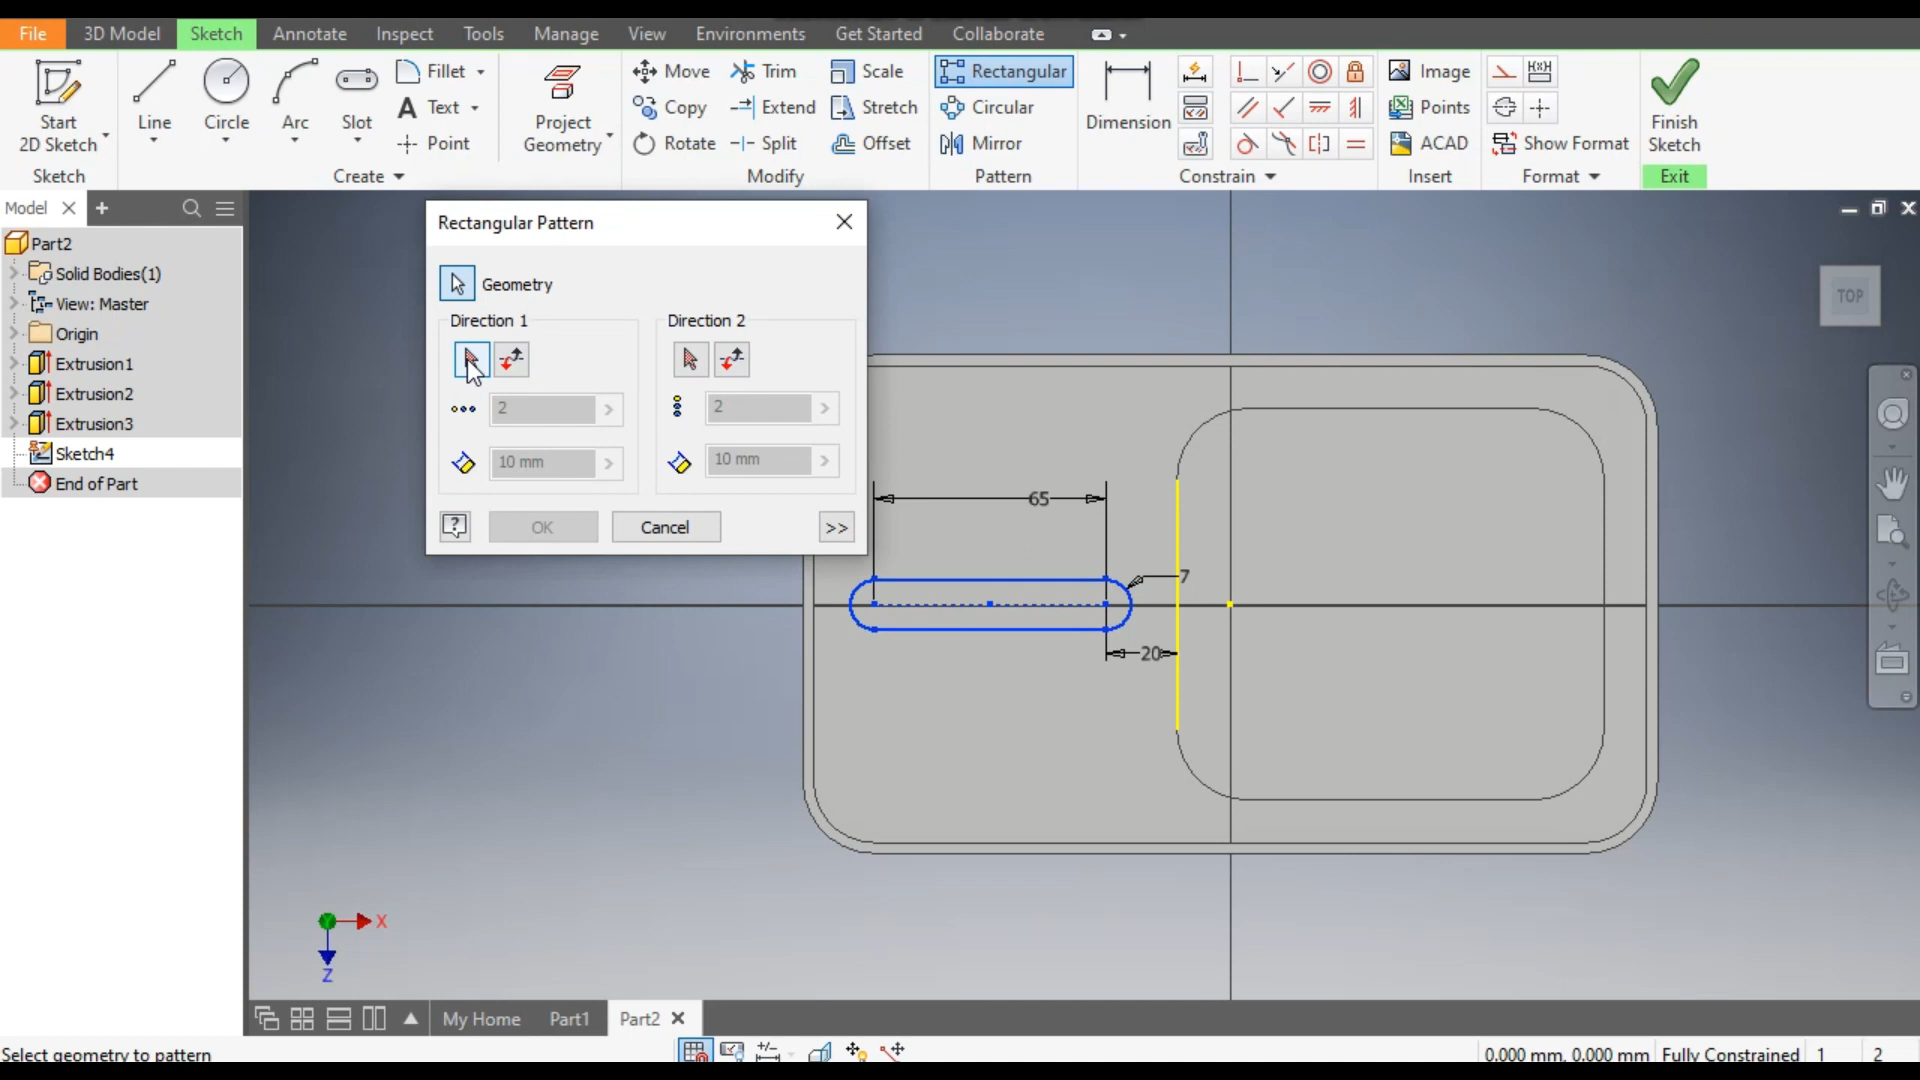 File 3D Model Sketch Annotate Inspect Tools Manage View Environments Get Started Collaborate
Start
2D Sketch
Line
Circle
Arc
Slot
Fillet
Text
Point
Project
Geometry
Move
Copy
Rotate
Trim
Extend
Split
Scale
Stretch
Offset
Rectangular
Circular
Mirror
Dimension
Image
Points
ACAD
Show Format
Finish
Sketch
Sketch Create Modify Pattern Constrain Insert Format Exit
Model
Part2
Solid Bodies(1)
View: Master
Origin
Extrusion1
Extrusion2
Extrusion3
Sketch4
End of Part
Rectangular Pattern
Geometry
Direction 1
2
10 mm
Direction 2
2
10 mm
OK Cancel >>
TOP
65
7
20
X
Z
My Home Part1 Part2
Select geometry to pattern
0.000 mm, 0.000 mm Fully Constrained 1 2